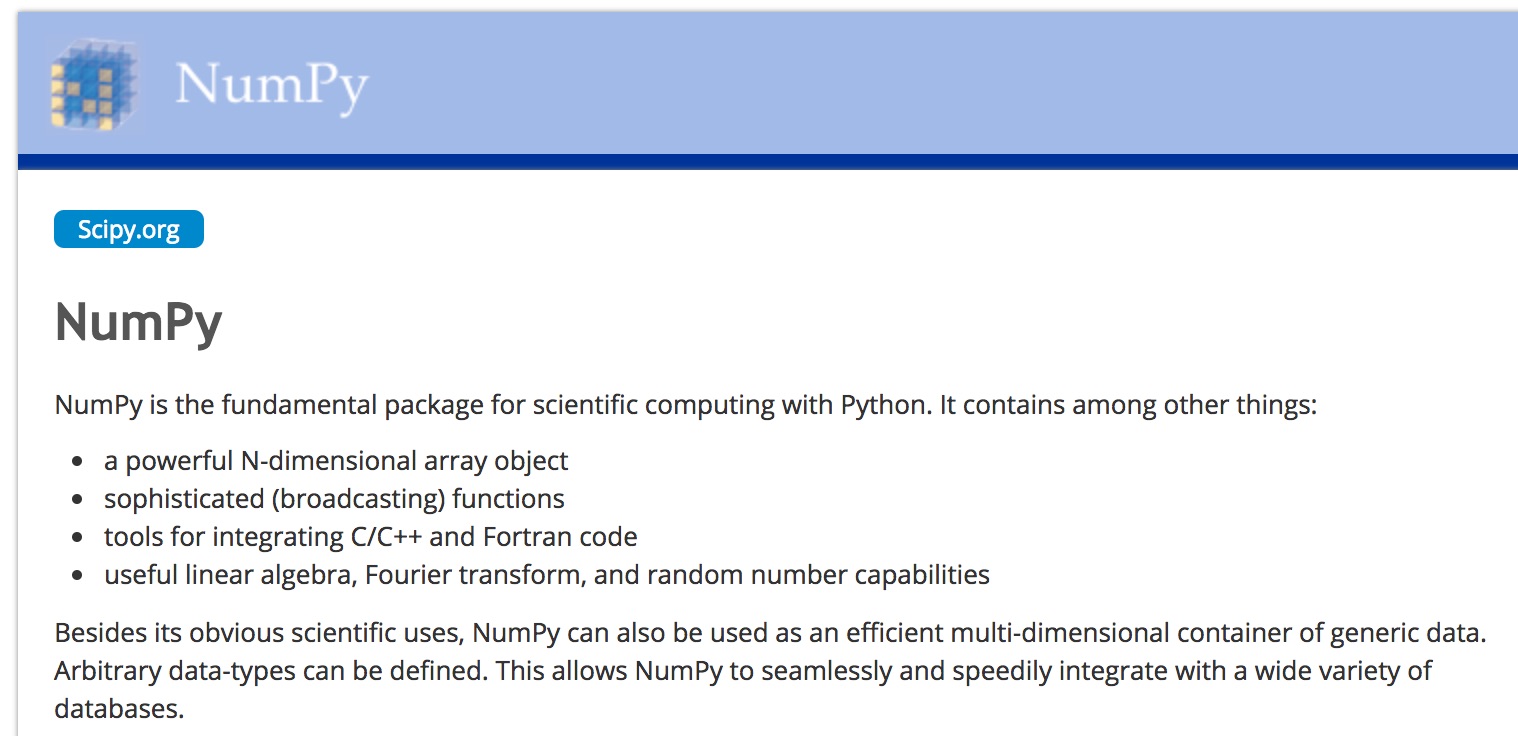 NumPy
Scipy.org
NumPy
NumPy is the fundamental package for scientific computing with Python. It contains among other things:
• a powerful N-dimensional array object
• sophisticated (broadcasting) functions
• tools for integrating C/C++ and Fortran code
• useful linear algebra, Fourier transform, and random number capabilities
Besides its obvious scientific uses, NumPy can also be used as an efficient multi-dimensional container of generic data.
Arbitrary data-types can be defined. This allows NumPy to seamlessly and speedily integrate with a wide variety of
databases.